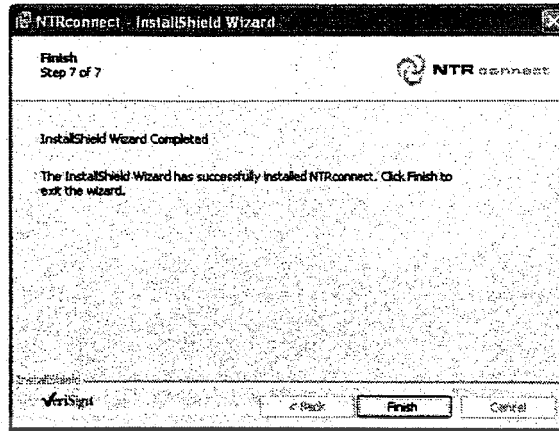 NTRconnect - InstallShield Wizard
Finish
Step 7 of 7
NTR connect
InstallShield Wizard Completed
The InstallShield Wizard has successfully installed NTRconnect. Click Finish to
exit the wizard.
InstallShield
VeriSign
< Back
Finish
Cancel